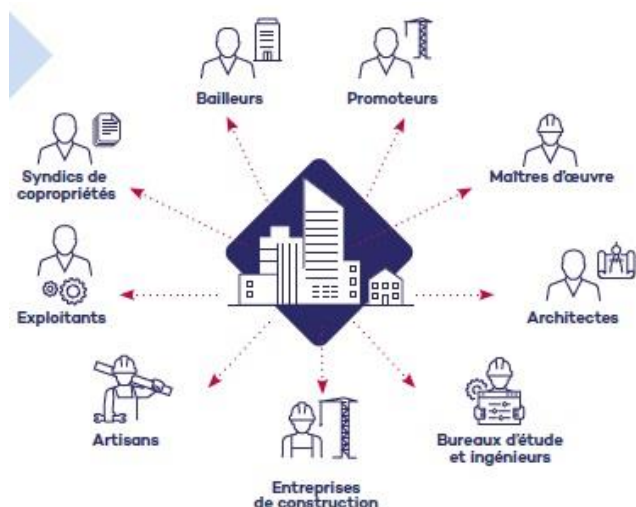 Bailleurs
Promoteurs
Syndics de
copropriétés
Maîtres d'œuvre
Exploitants
Architectes
Artisans
Bureaux d'étude
et ingénieurs
Entreprises
de construction